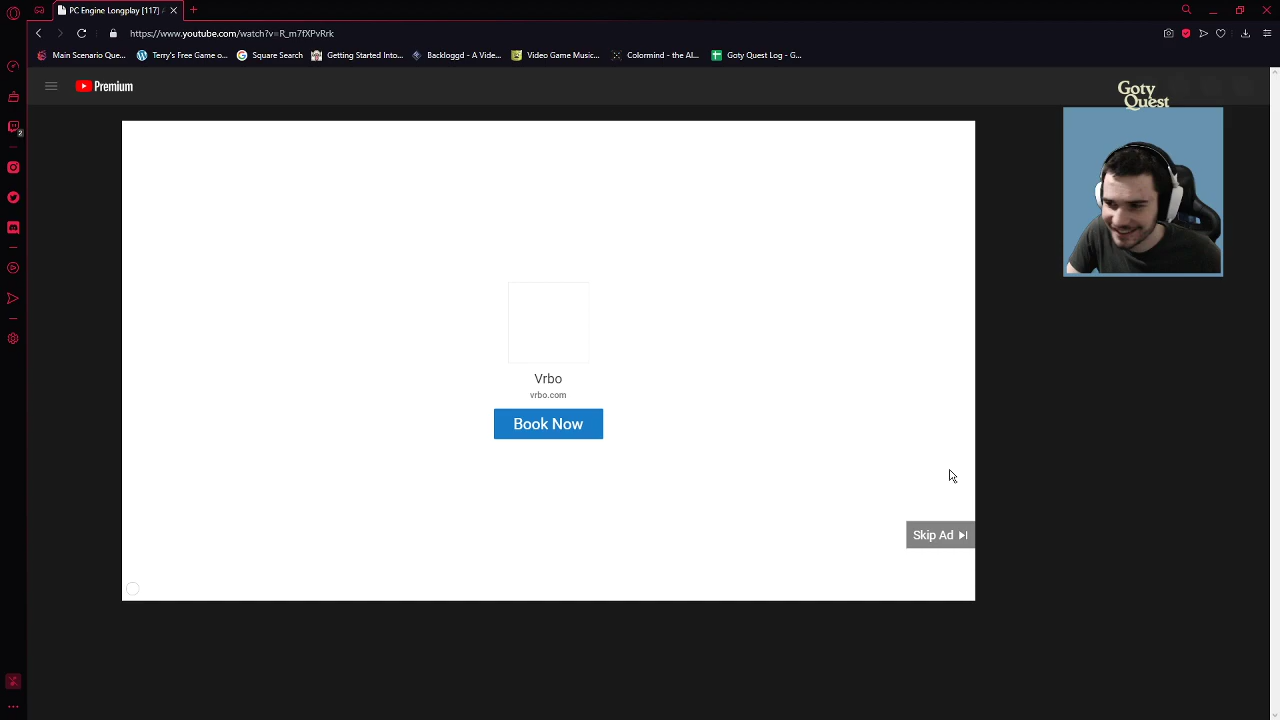 PC Engine Longplay [117]
https://www.youtube.com/watch?v=R_m7fXPvRrk
Main Scenario Que...
Terry's Free Game o...
Square Search
Getting Started Into...
Backloggd - A Vide...
Video Game Music...
Colormind - the AI...
Goty Quest Log - G...
Premium
Goty
Quest
2
Vrbo
vrbo.com
Book Now
Skip Ad